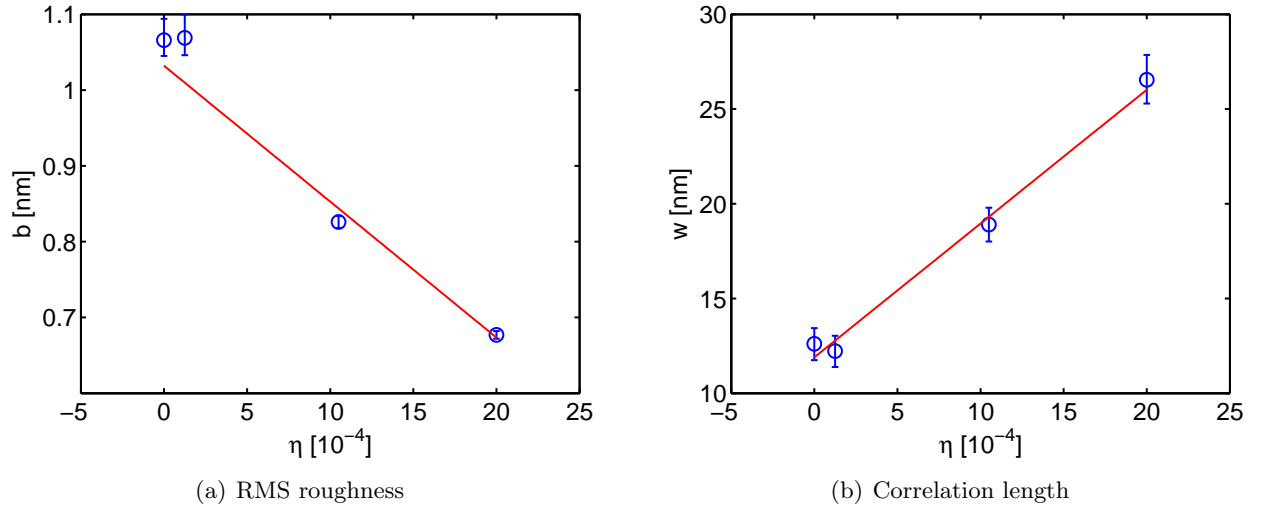 1.1
1
0.9
0.8
0.7
b [nm]
−5 0 5 10 15 20 25
η [10⁻⁴]
(a) RMS roughness
30
25
20
15
10
w [nm]
−5 0 5 10 15 20 25
η [10⁻⁴]
(b) Correlation length